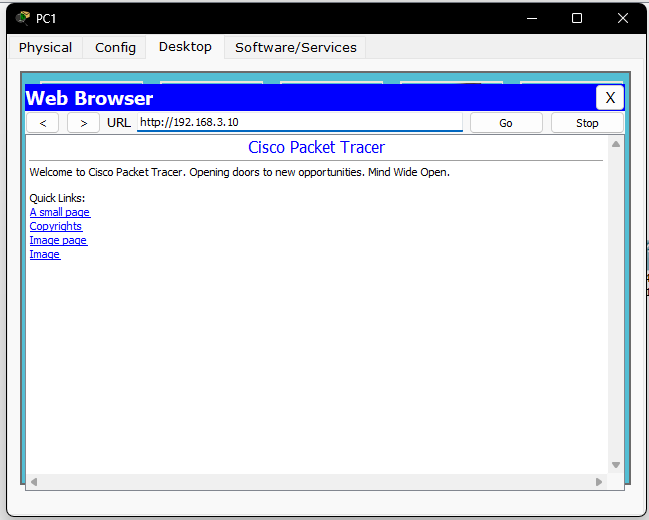 PC1
Physical Config Desktop Software/Services
Web Browser X
< > URL http://192.168.3.10 Go Stop
Cisco Packet Tracer
Welcome to Cisco Packet Tracer. Opening doors to new opportunities. Mind Wide Open.
Quick Links:
A small page
Copyrights
Image page
Image